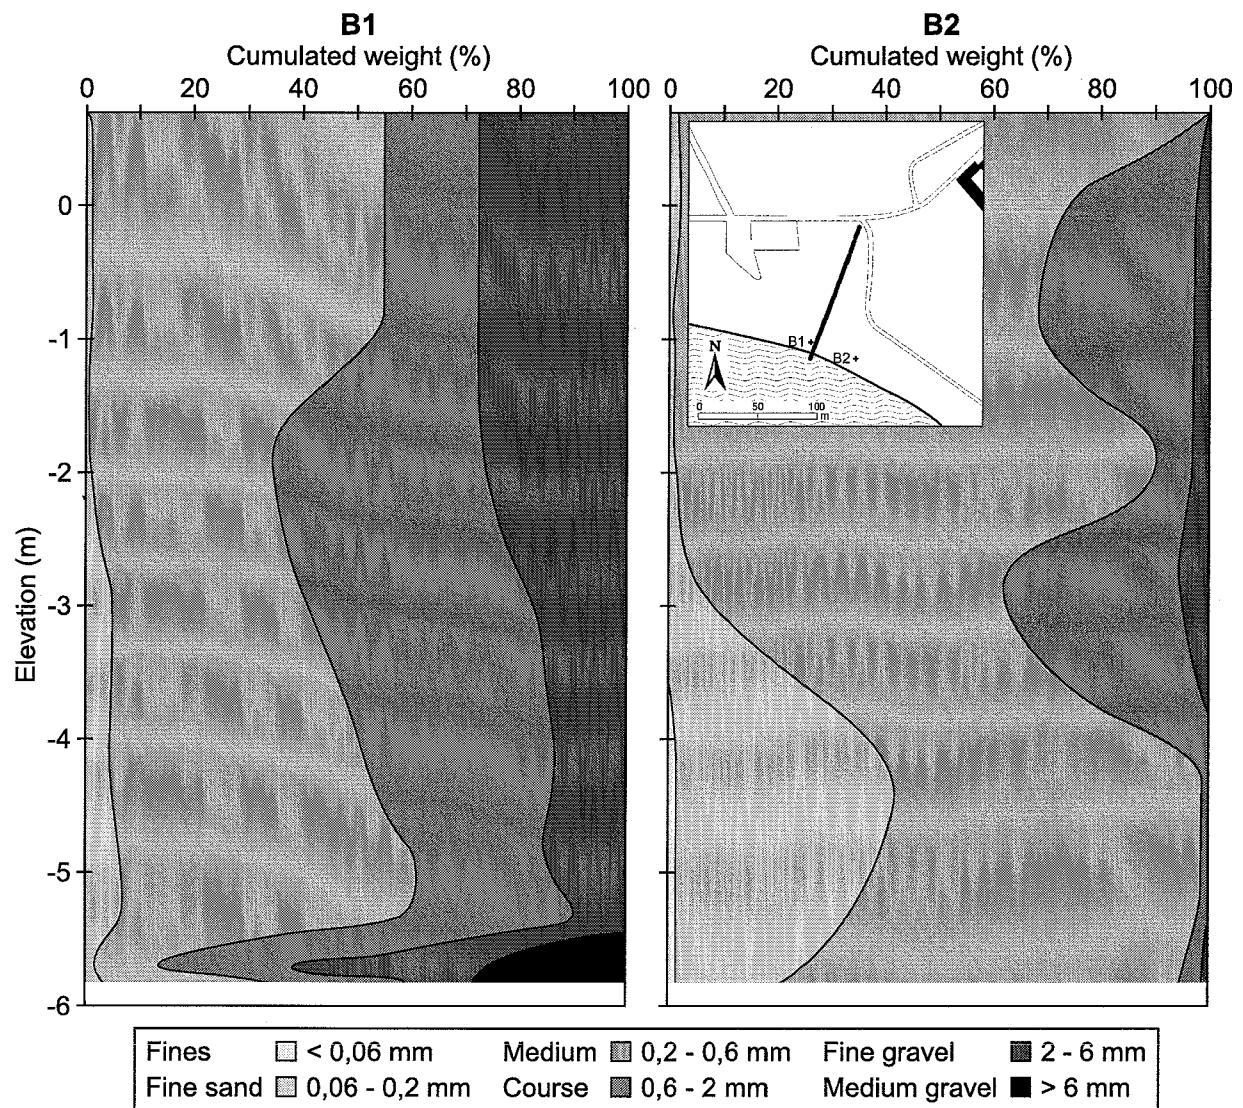 B1
Cumulated weight (%)
0 20 40 60 80 100
B2
Cumulated weight (%)
0 20 40 60 80 100
Elevation (m)
0
-1
-2
-3
-4
-5
-6
B1
B2
N
0 50 100
m
Fines < 0,06 mm Medium 0,2 - 0,6 mm Fine gravel 2 - 6 mm
Fine sand 0,06 - 0,2 mm Course 0,6 - 2 mm Medium gravel > 6 mm